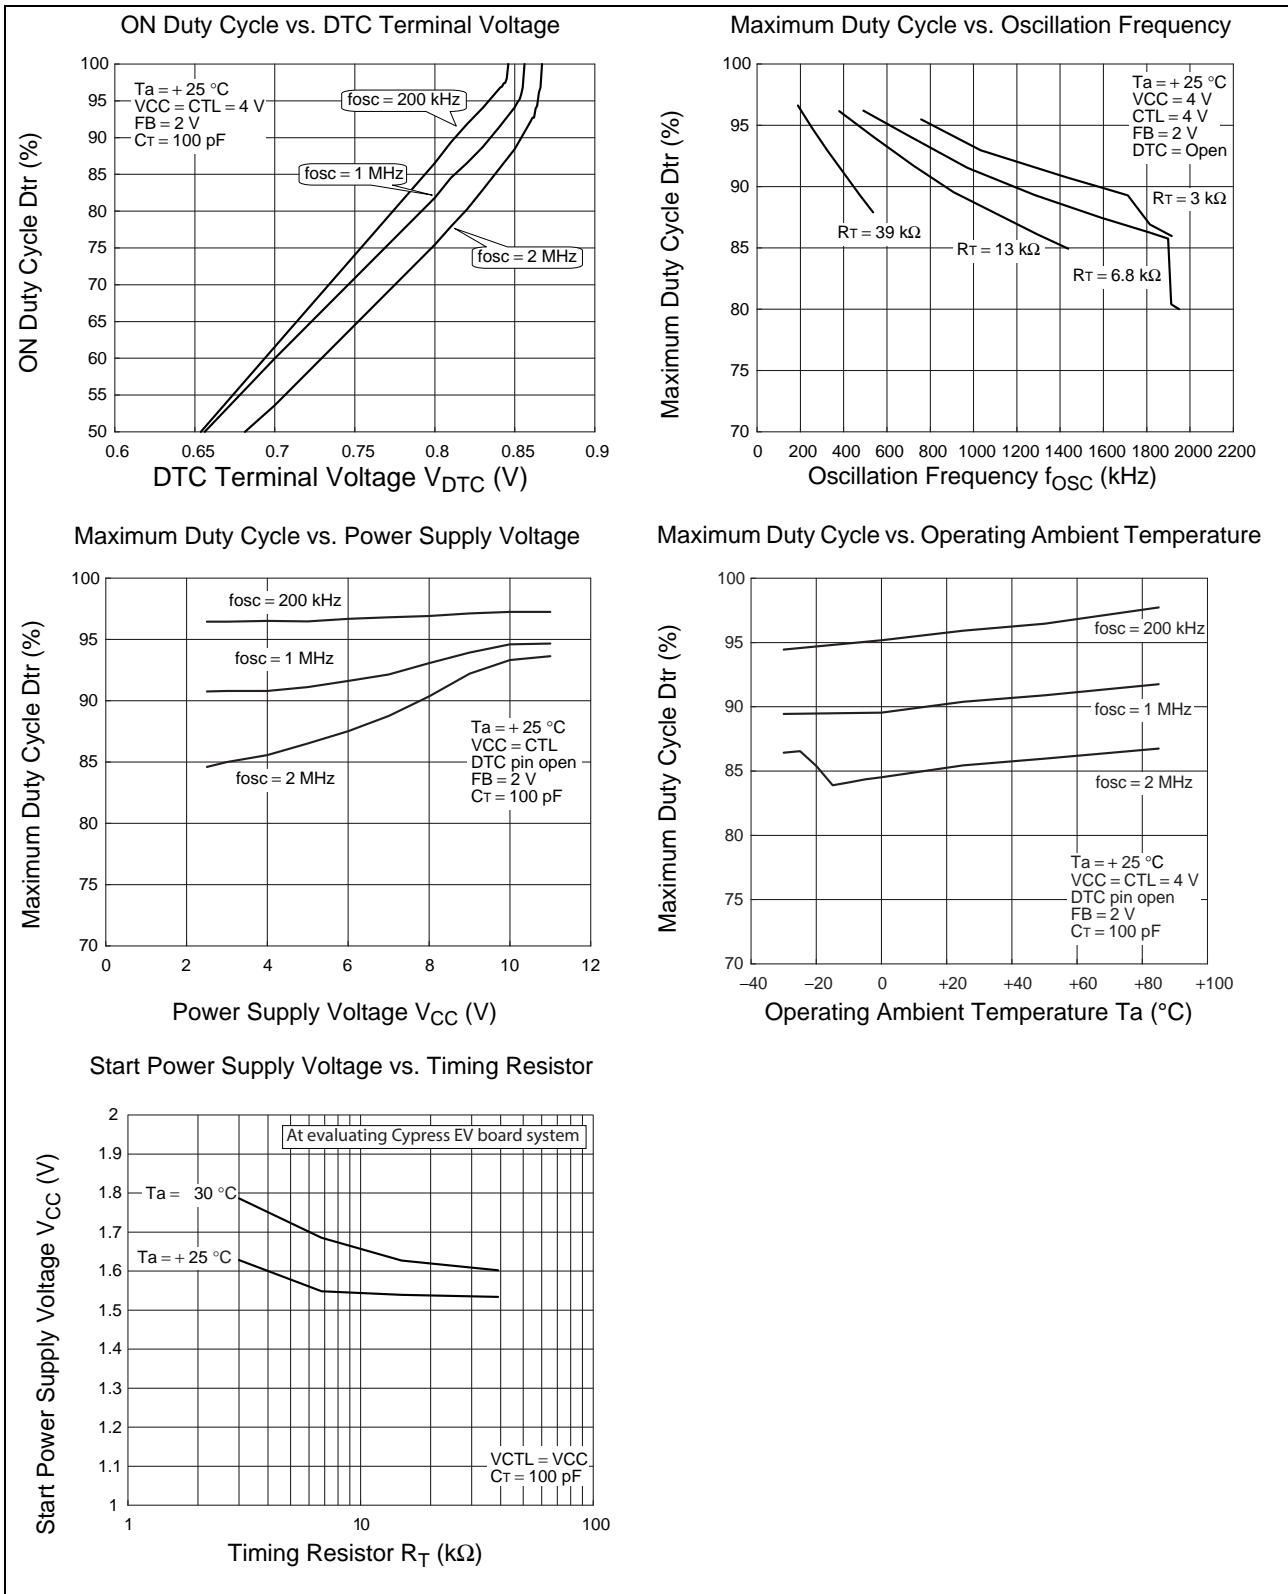 ON Duty Cycle vs. DTC Terminal Voltage
ON Duty Cycle Dtr (%)
100
95
90
85
80
75
70
65
60
55
50
Ta = + 25 °C
VCC = CTL = 4 V
FB = 2 V
CT = 100 pF
fosc = 200 kHz
fosc = 1 MHz
fosc = 2 MHz
0.6 0.65 0.7 0.75 0.8 0.85 0.9
DTC Terminal Voltage VDTC (V)
Maximum Duty Cycle vs. Oscillation Frequency
Maximum Duty Cycle Dtr (%)
100
95
90
85
80
75
70
Ta = + 25 °C
VCC = 4 V
CTL = 4 V
FB = 2 V
DTC = Open
RT = 3 kΩ
RT = 39 kΩ
RT = 13 kΩ
RT = 6.8 kΩ
0 200 400 600 800 1000 1200 1400 1600 1800 2000 2200
Oscillation Frequency fOSC (kHz)
Maximum Duty Cycle vs. Power Supply Voltage
Maximum Duty Cycle Dtr (%)
100
95
90
85
80
75
70
fosc = 200 kHz
fosc = 1 MHz
fosc = 2 MHz
Ta = + 25 °C
VCC = CTL
DTC pin open
FB = 2 V
CT = 100 pF
0 2 4 6 8 10 12
Power Supply Voltage VCC (V)
Maximum Duty Cycle vs. Operating Ambient Temperature
Maximum Duty Cycle Dtr (%)
100
95
90
85
80
75
70
fosc = 200 kHz
fosc = 1 MHz
fosc = 2 MHz
Ta = + 25 °C
VCC = CTL = 4 V
DTC pin open
FB = 2 V
CT = 100 pF
−40 −20 0 +20 +40 +60 +80 +100
Operating Ambient Temperature Ta (°C)
Start Power Supply Voltage vs. Timing Resistor
Start Power Supply Voltage VCC (V)
2
1.9
1.8
1.7
1.6
1.5
1.4
1.3
1.2
1.1
1
At evaluating Cypress EV board system
Ta = 30 °C
Ta = + 25 °C
VCTL = VCC
CT = 100 pF
1 10 100
Timing Resistor RT (kΩ)